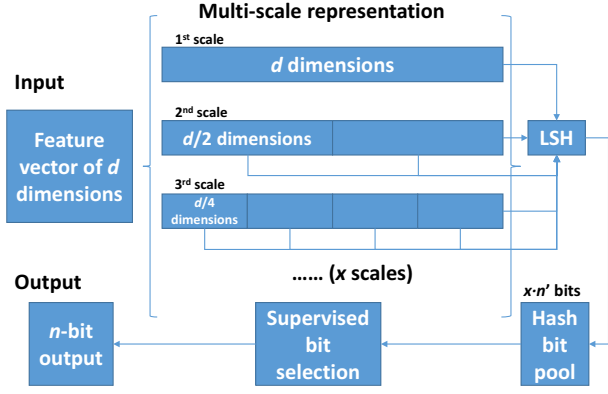 Multi-scale representation
1st scale
d dimensions
Input
Feature
vector of d
dimensions
2nd scale
d/2 dimensions
LSH
3rd scale
d/4
dimensions
...... (x scales)
Output
n-bit
output
Supervised
bit
selection
x·n' bits
Hash
bit
pool